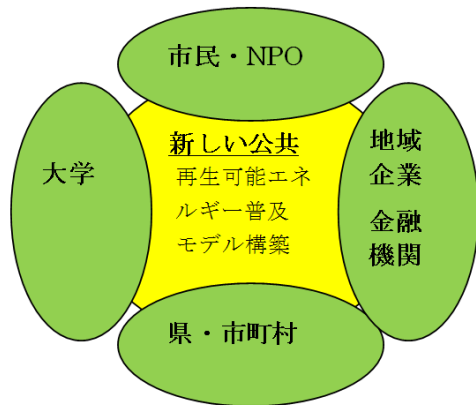 市民・NPO
新しい公共
再生可能エネ
ルギー普及
モデル構築
大学
地域
企業
金融
機関
県・市町村